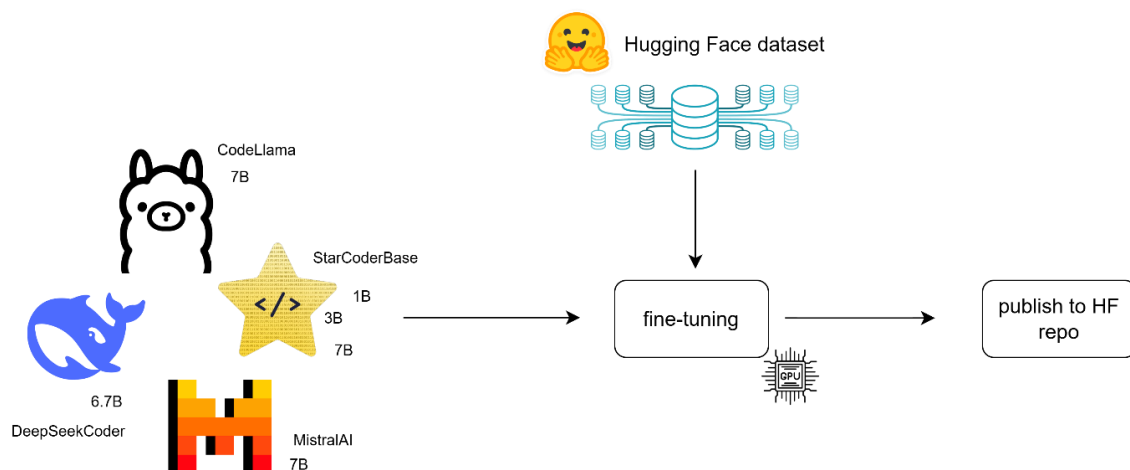 Hugging Face dataset
CodeLlama
7B
StarCoderBase
1B
3B
7B
</>
6.7B
DeepSeekCoder
MistralAI
7B
fine-tuning
GPU
publish to HF
repo